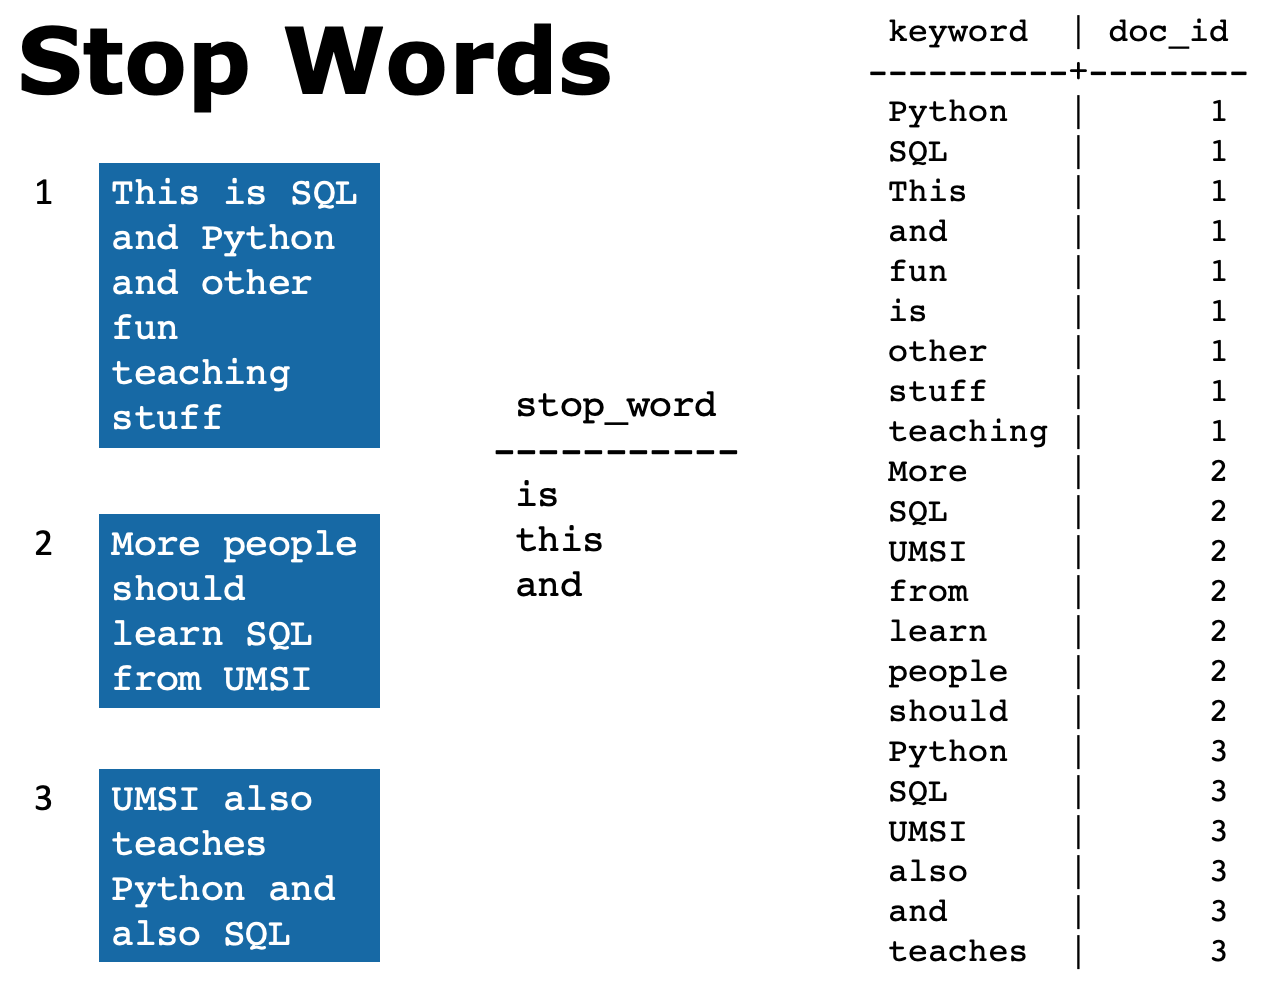 Stop Words
1
This is SQL
and Python
and other
fun
teaching
stuff
2
More people
should
learn SQL
from UMSI
3
UMSI also
teaches
Python and
also SQL
stop_word
-----------
is
this
and
keyword  | doc_id
----------+--------
Python   |      1
SQL      |      1
This     |      1
and      |      1
fun      |      1
is       |      1
other    |      1
stuff    |      1
teaching |      1
More     |      2
SQL      |      2
UMSI     |      2
from     |      2
learn    |      2
people   |      2
should   |      2
Python   |      3
SQL      |      3
UMSI     |      3
also     |      3
and      |      3
teaches  |      3